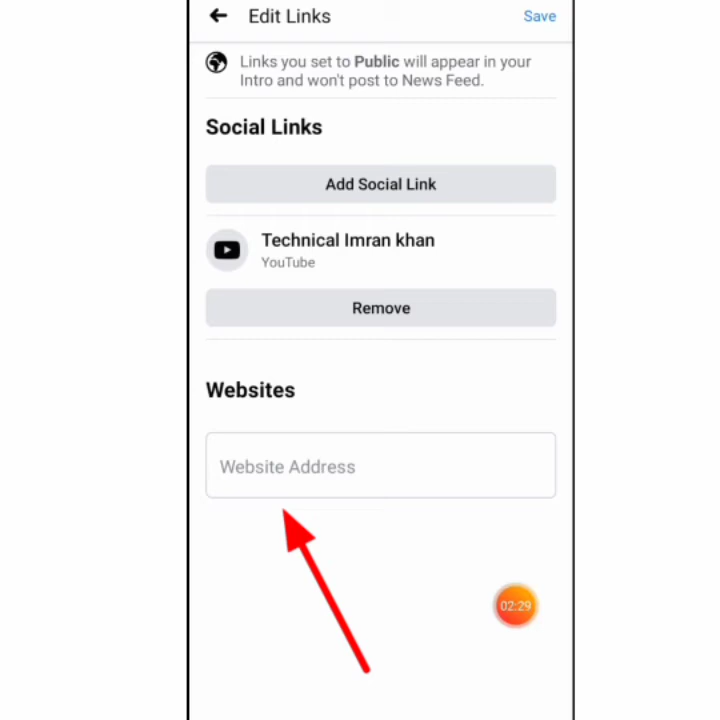 Edit Links
Save
Links you set to Public will appear in your
Intro and won't post to News Feed.
Social Links
Add Social Link
Technical Imran khan
YouTube
Remove
Websites
Website Address
02:29